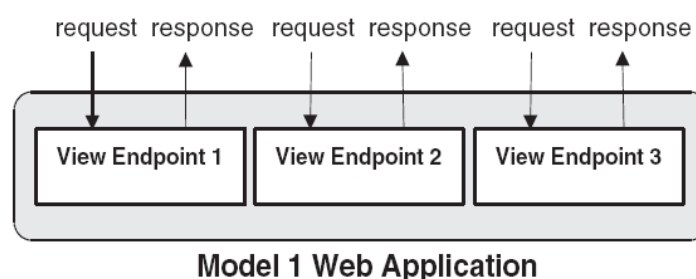 request response request response request response
View Endpoint 1 View Endpoint 2 View Endpoint 3
Model 1 Web Application